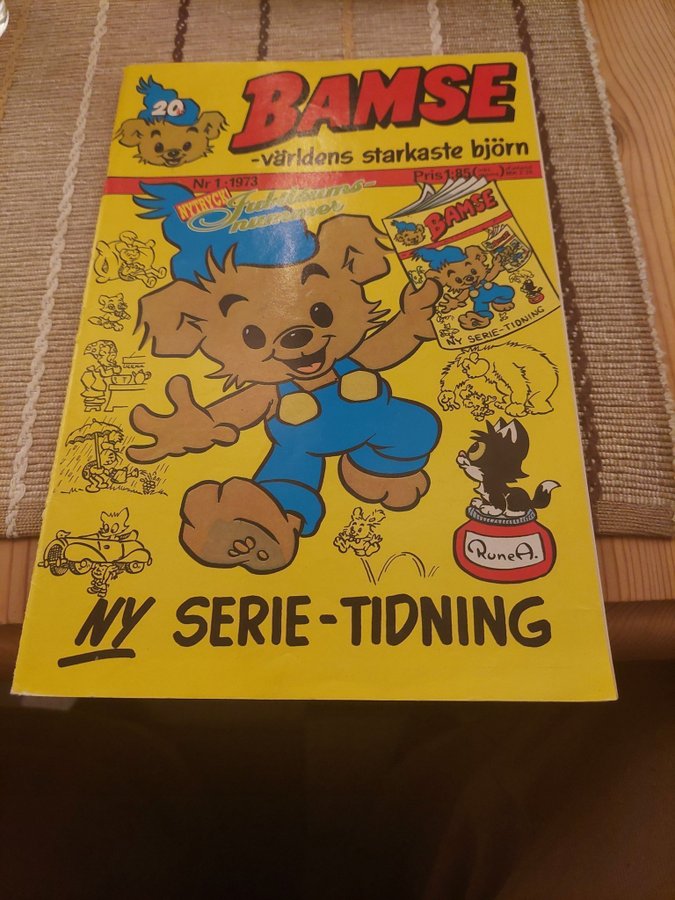 20
BAMSE
-världens starkaste björn
Nr 1·1973
Pris 1:85
NYTRYCK!
Jubileums-
nummer
BAMSE
NY SERIE-TIDNING
RuneA.
NY SERIE-TIDNING